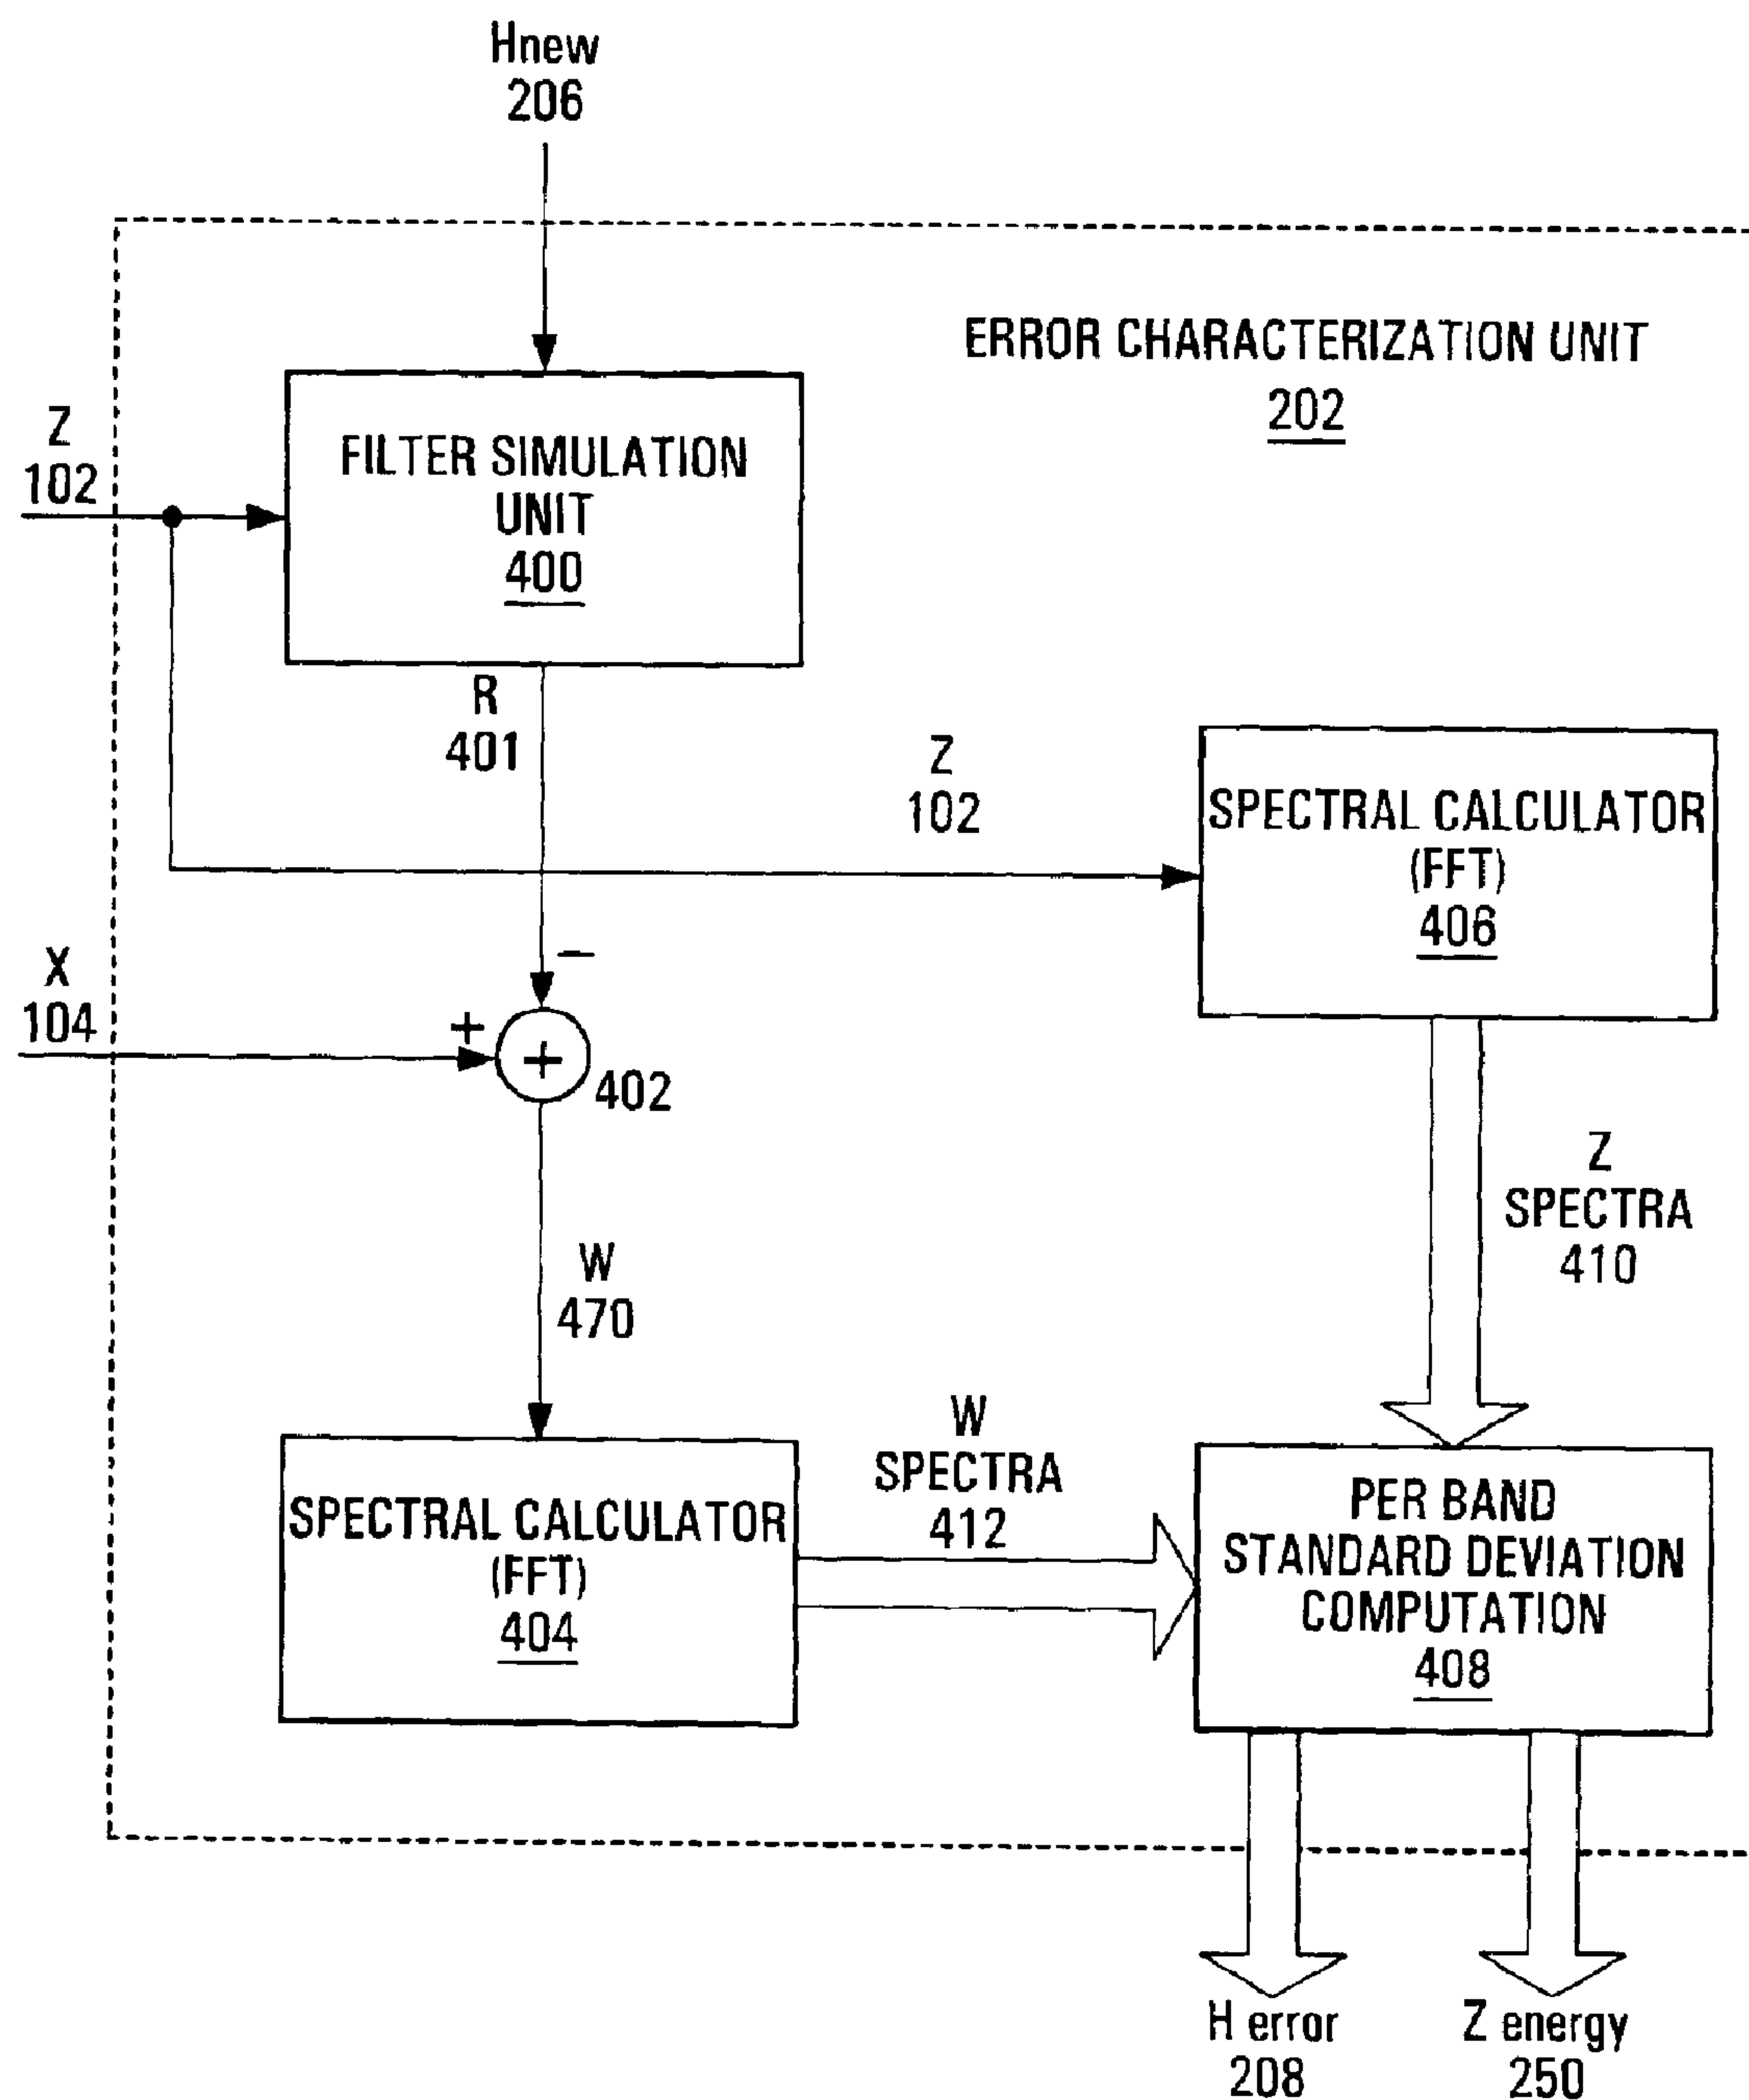 Hnew
206
ERROR CHARACTERIZATION UNIT
202
Z
102
FILTER SIMULATION
UNIT
400
R
401
Z
102
SPECTRAL CALCULATOR
(FFT)
406
X
104
+
−
+
402
Z
SPECTRA
410
W
470
W
SPECTRA
412
SPECTRAL CALCULATOR
(FFT)
404
PER BAND
STANDARD DEVIATION
COMPUTATION
408
H error
208
Z energy
250